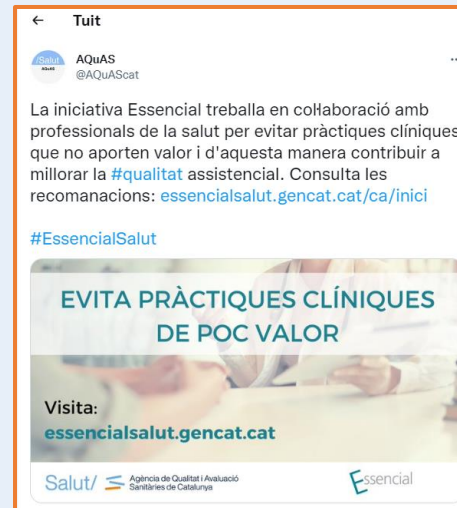 ← Tuit
/Salut AQuAS
@AQuAScat
...
La iniciativa Essencial treballa en col·laboració amb
professionals de la salut per evitar pràctiques clíniques
que no aporten valor i d'aquesta manera contribuir a
millorar la #qualitat assistencial. Consulta les
recomanacions: essencialsalut.gencat.cat/ca/inici
#EssencialSalut
EVITA PRÀCTIQUES CLÍNIQUES
DE POC VALOR
Visita:
essencialsalut.gencat.cat
Salut/ Agència de Qualitat i Avaluació
Sanitàries de Catalunya
Essencial